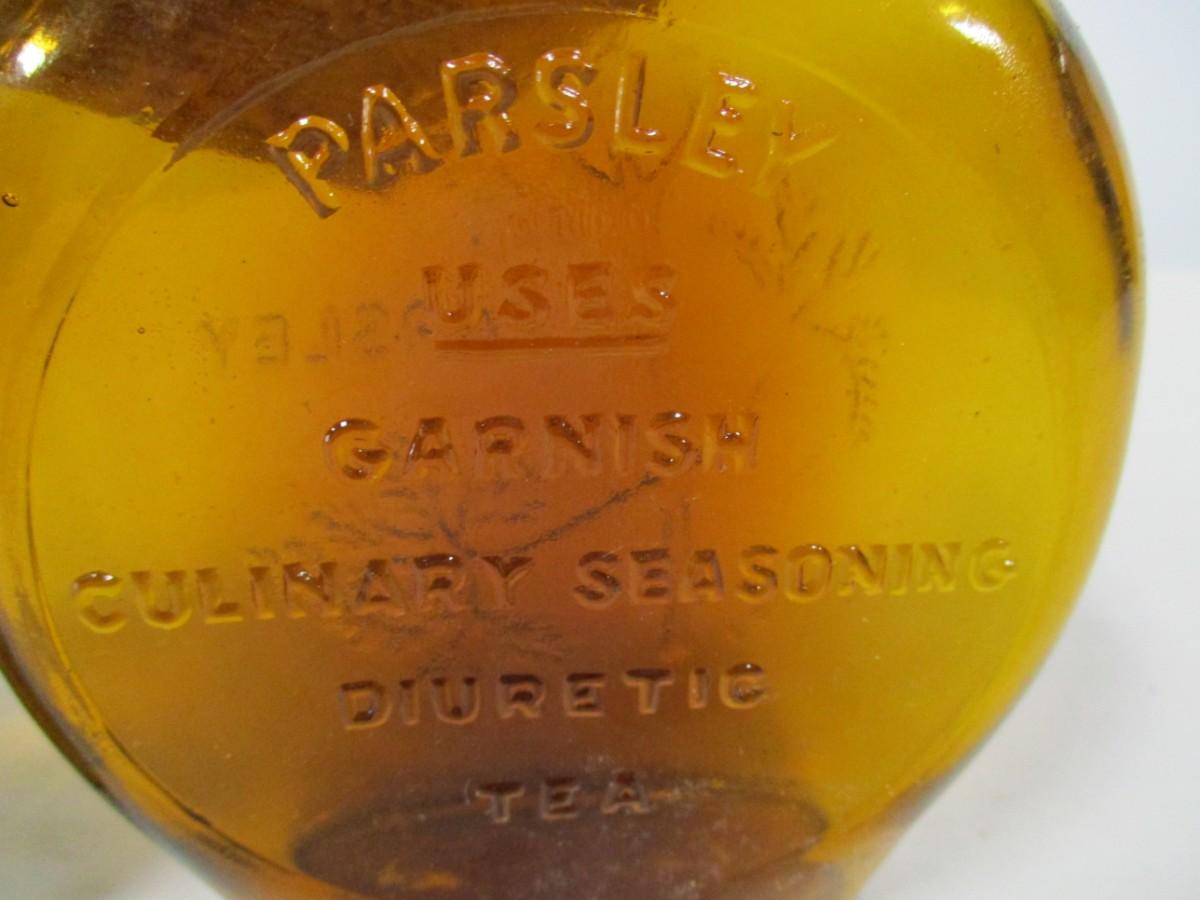 PARSLEY
USES
GARNISH
CULINARY SEASONING
DIURETIC
TEA